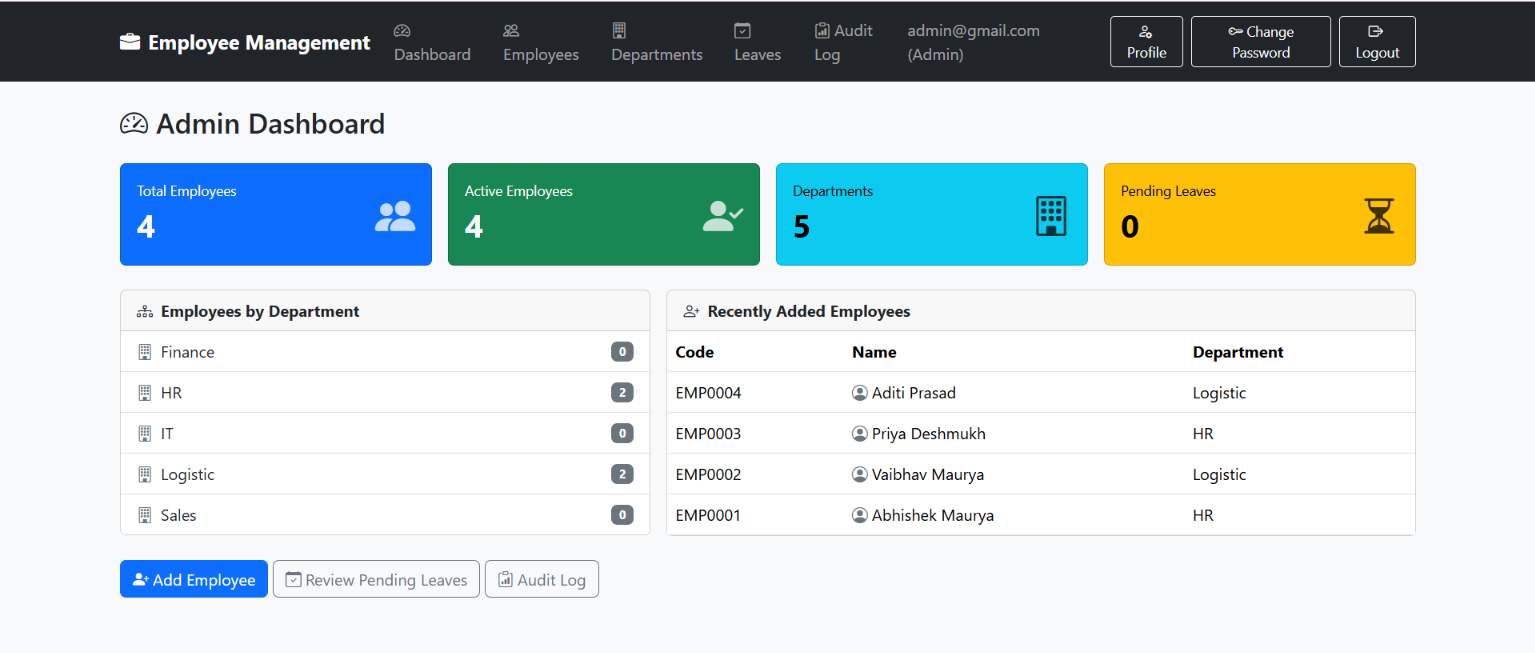 Employee Management
Dashboard
Employees
Departments
Leaves
Audit
Log
admin@gmail.com
(Admin)
Profile
Change
Password
Logout
Admin Dashboard
Total Employees
4
Active Employees
4
Departments
5
Pending Leaves
0
Employees by Department
Finance 0
HR 2
IT 0
Logistic 2
Sales 0
Recently Added Employees
Code Name Department
EMP0004 Aditi Prasad Logistic
EMP0003 Priya Deshmukh HR
EMP0002 Vaibhav Maurya Logistic
EMP0001 Abhishek Maurya HR
Add Employee
Review Pending Leaves
Audit Log